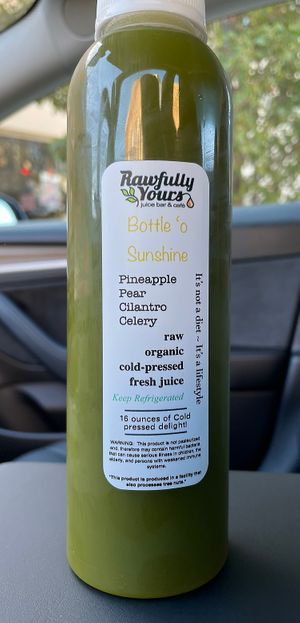 Rawfully
Yours
juice bar & café
Bottle 'o
Sunshine
Pineapple
Pear
Cilantro
Celery
raw
organic
cold-pressed
fresh juice
It's not a diet ~ It's a lifestyle
Keep Refrigerated
16 ounces of Cold
pressed delight!
WARNING: This product is not pasteurized
and, therefore may contain harmful bacteria
that can cause serious illness in children, the
elderly, and persons with weakened immune
systems.
*This product is produced in a facility that
also processes tree nuts.*